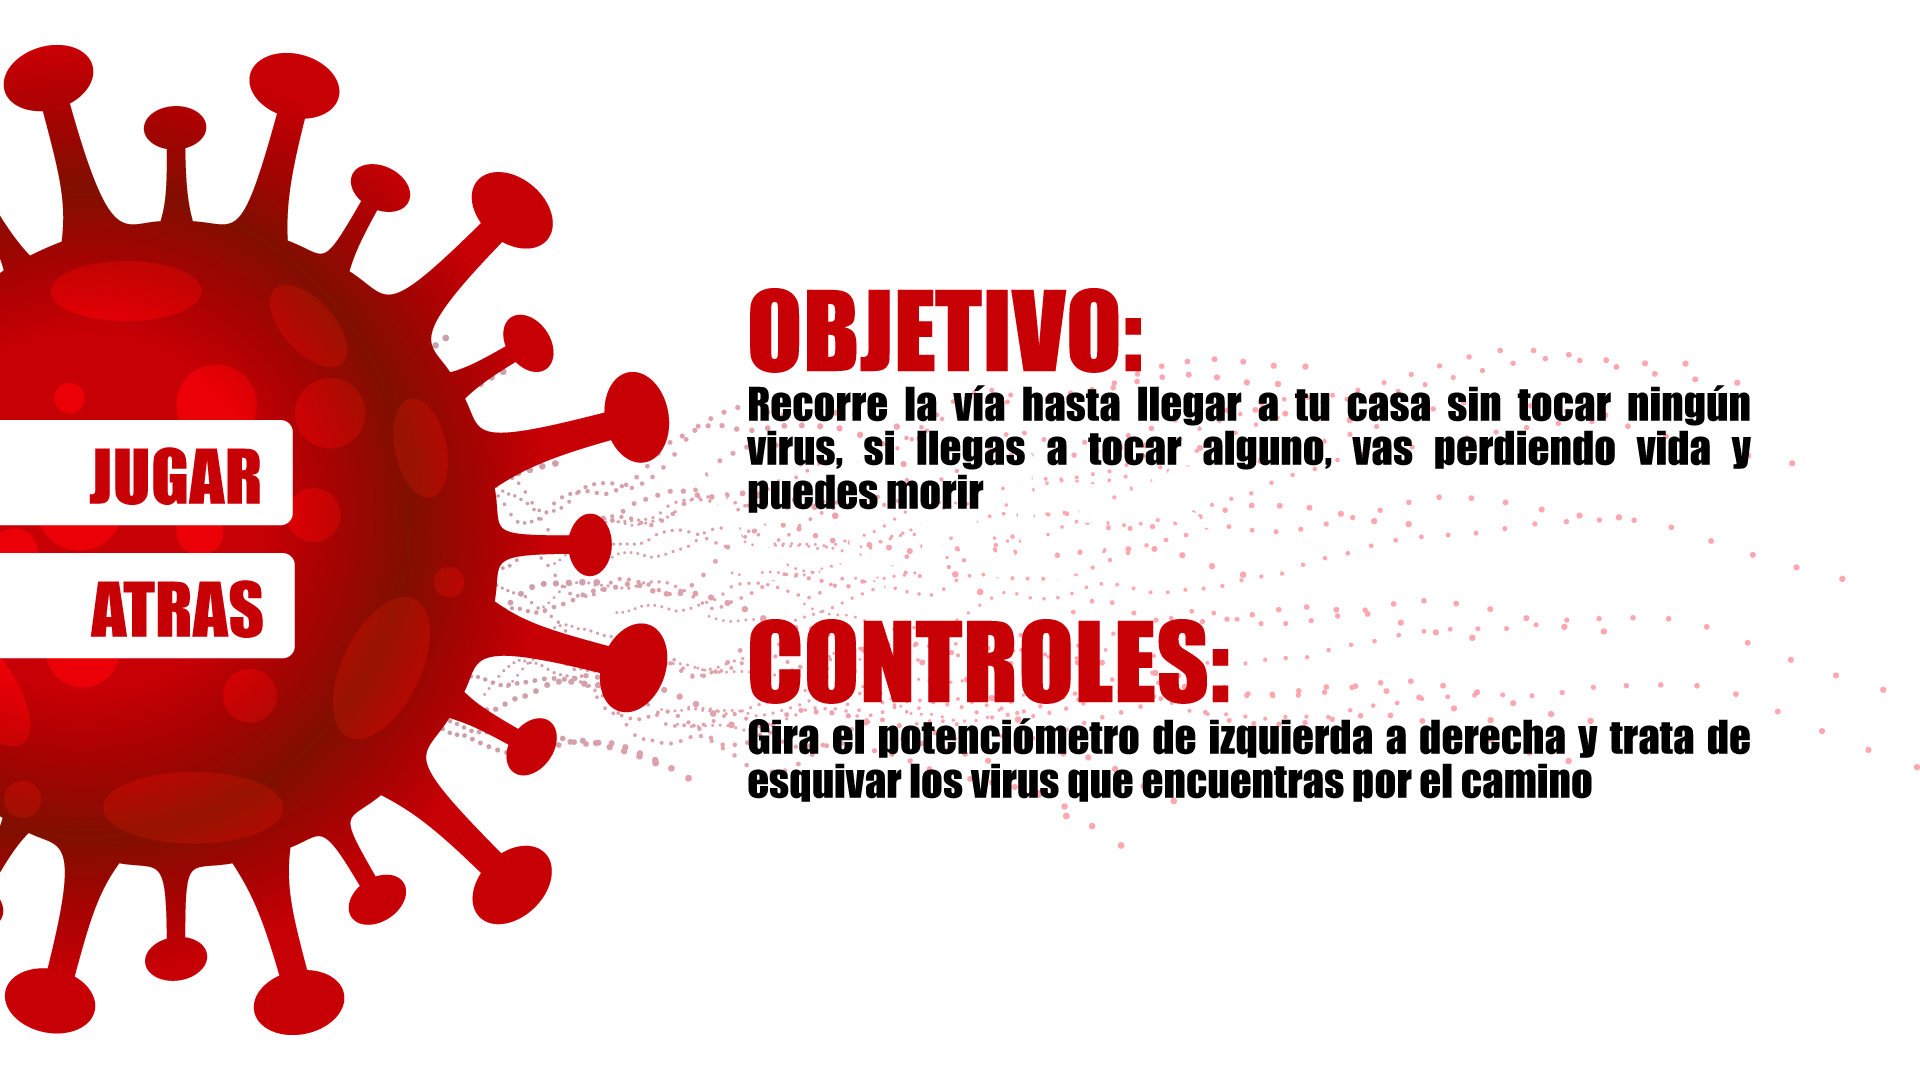 JUGAR
ATRAS
OBJETIVO:
Recorre la vía hasta llegar a tu casa sin tocar ningún
virus, si llegas a tocar alguno, vas perdiendo vida y
puedes morir
CONTROLES:
Gira el potenciómetro de izquierda a derecha y trata de
esquivar los virus que encuentras por el camino